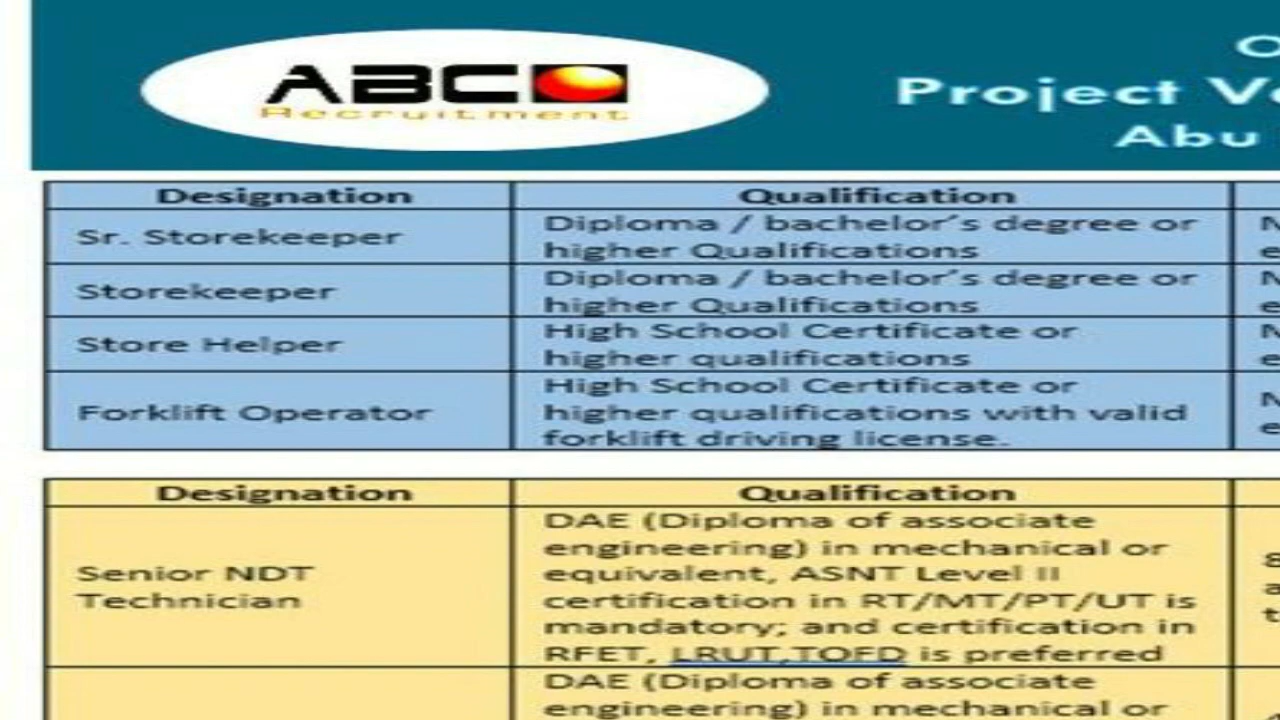 ABC
Recruitment
Project
Abu
Designation
Qualification
Sr. Storekeeper
Diploma / bachelor's degree or
higher Qualifications
Storekeeper
Diploma / bachelor's degree or
higher Qualifications
Store Helper
High School Certificate or
higher qualifications
Forklift Operator
High School Certificate or
higher qualifications with valid
forklift driving license.
Designation
Qualification
Senior NDT
Technician
DAE (Diploma of associate
engineering) in mechanical or
equivalent, ASNT Level II
certification in RT/MT/PT/UT is
mandatory; and certification in
RFET, LRUT,TOFD is preferred
DAE (Diploma of associate
engineering) in mechanical or